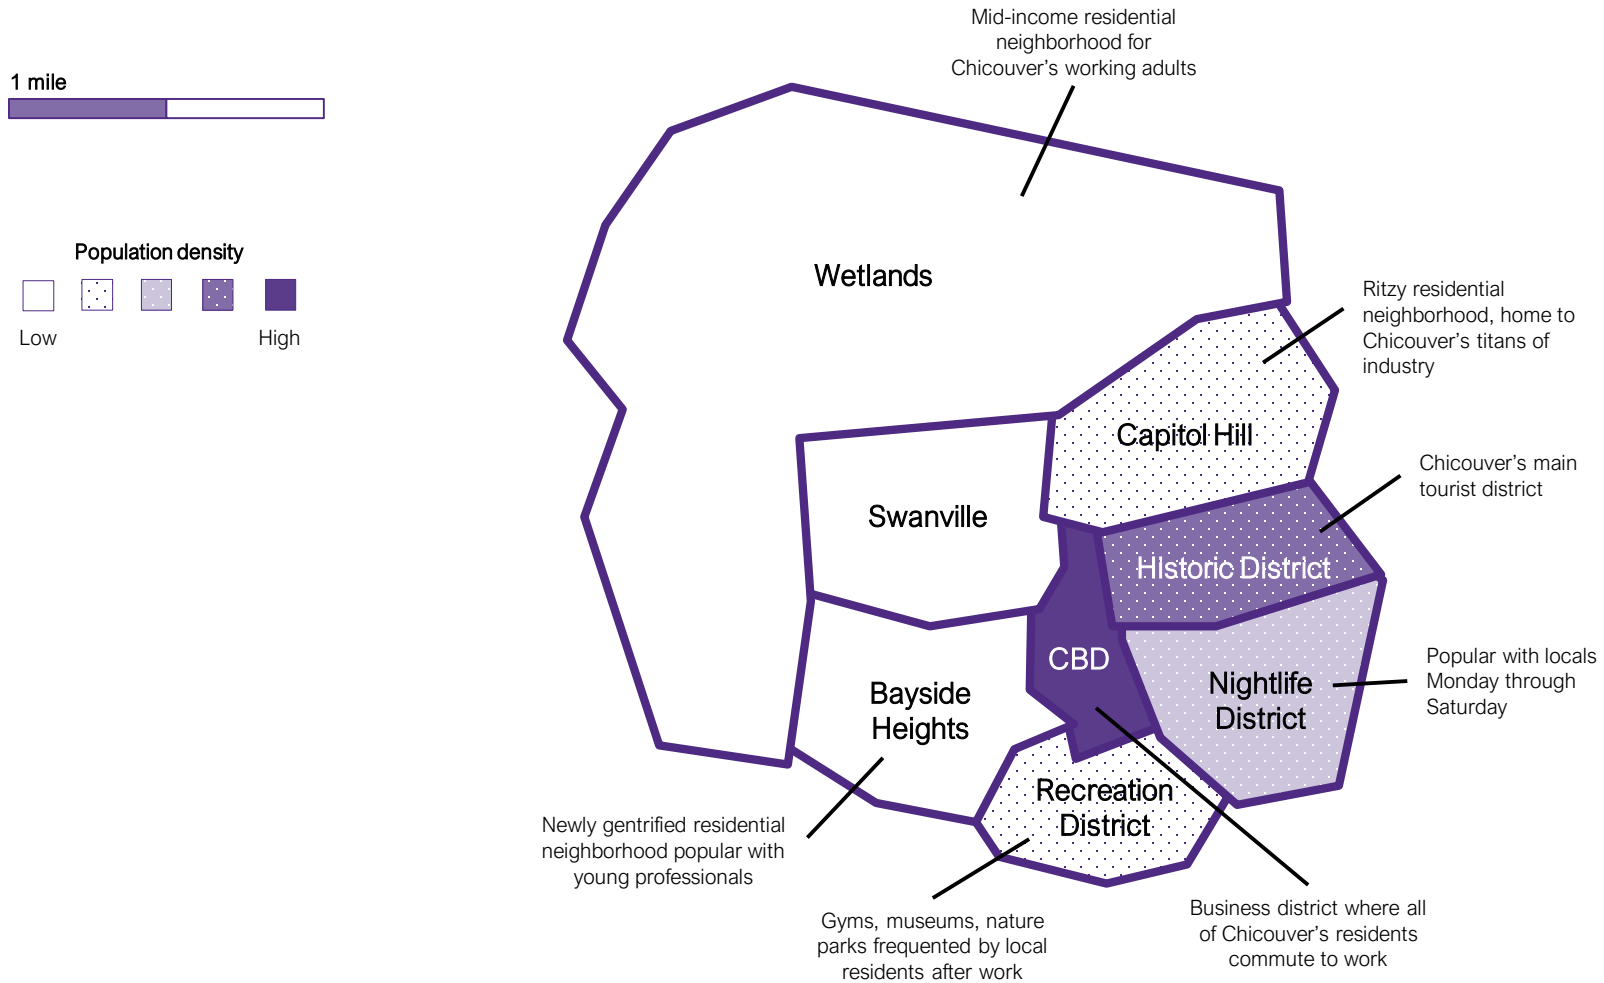 Mid-income residential
neighborhood for
Chicouver's working adults
1 mile
Population density
Low
High
Wetlands
Ritzy residential
neighborhood, home to
Chicouver's titans of
industry
Capitol Hill
Chicouver's main
tourist district
Swanville
HIstoric District
CBD
Popular with locals
Monday through
Saturday
Nightlife
District
Bayside
Heights
Recreation
District
Newly gentrified residential
neighborhood popular with
young professionals
Gyms, museums, nature
parks frequented by local
residents after work
Business district where all
of Chicouver's residents
commute to work